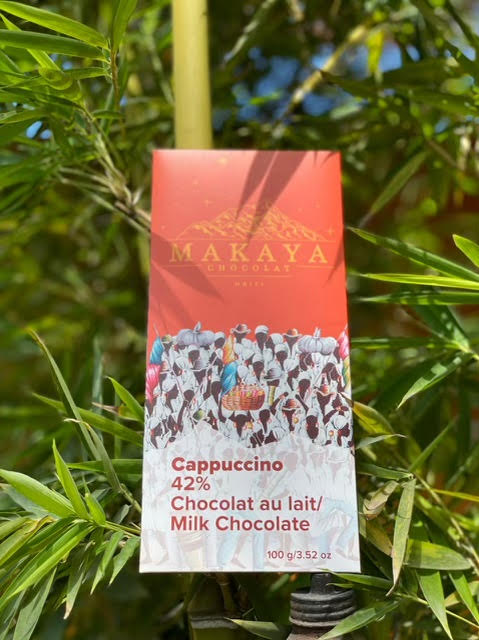 MAKAYA
CHOCOLAT
HAITI
Cappuccino
42%
Chocolat au lait/
Milk Chocolate
100 g/3.52 oz